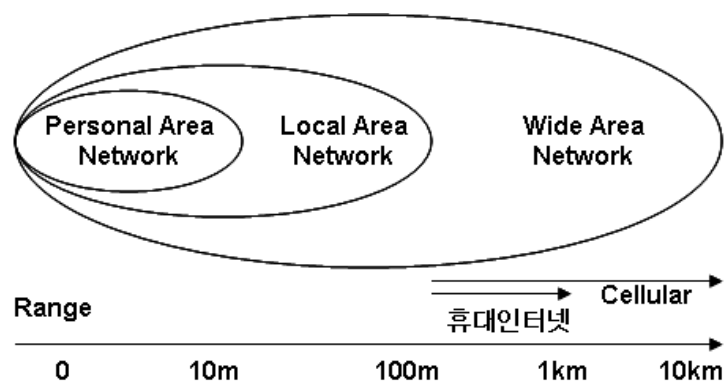 Personal Area
Network
Local Area
Network
Wide Area
Network
Cellular
휴대인터넷
Range
0 10m 100m 1km 10km